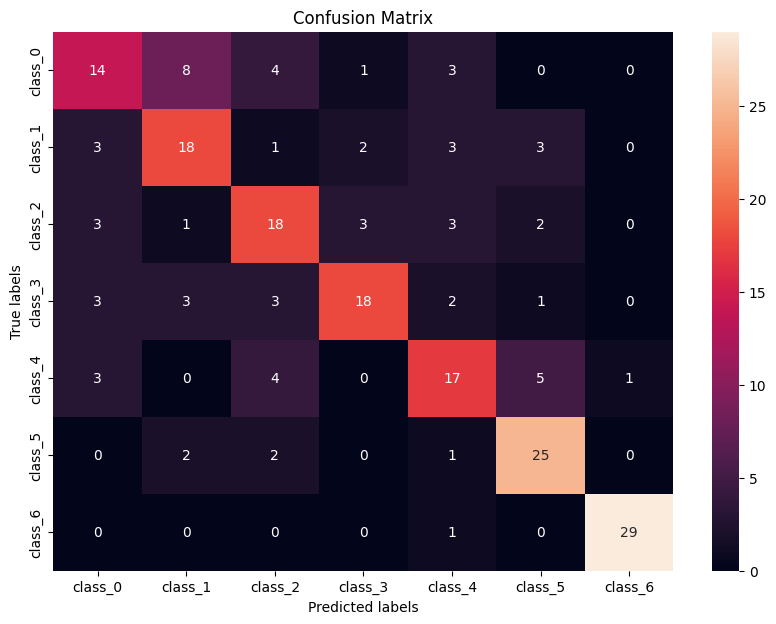 Confusion Matrix
True labels
class_0 14 8 4 1 3 0 0
class_1 3 18 1 2 3 3 0
class_2 3 1 18 3 3 2 0
class_3 3 3 3 18 2 1 0
class_4 3 0 4 0 17 5 1
class_5 0 2 2 0 1 25 0
class_6 0 0 0 0 1 0 29
class_0 class_1 class_2 class_3 class_4 class_5 class_6
Predicted labels
25
20
15
10
5
0